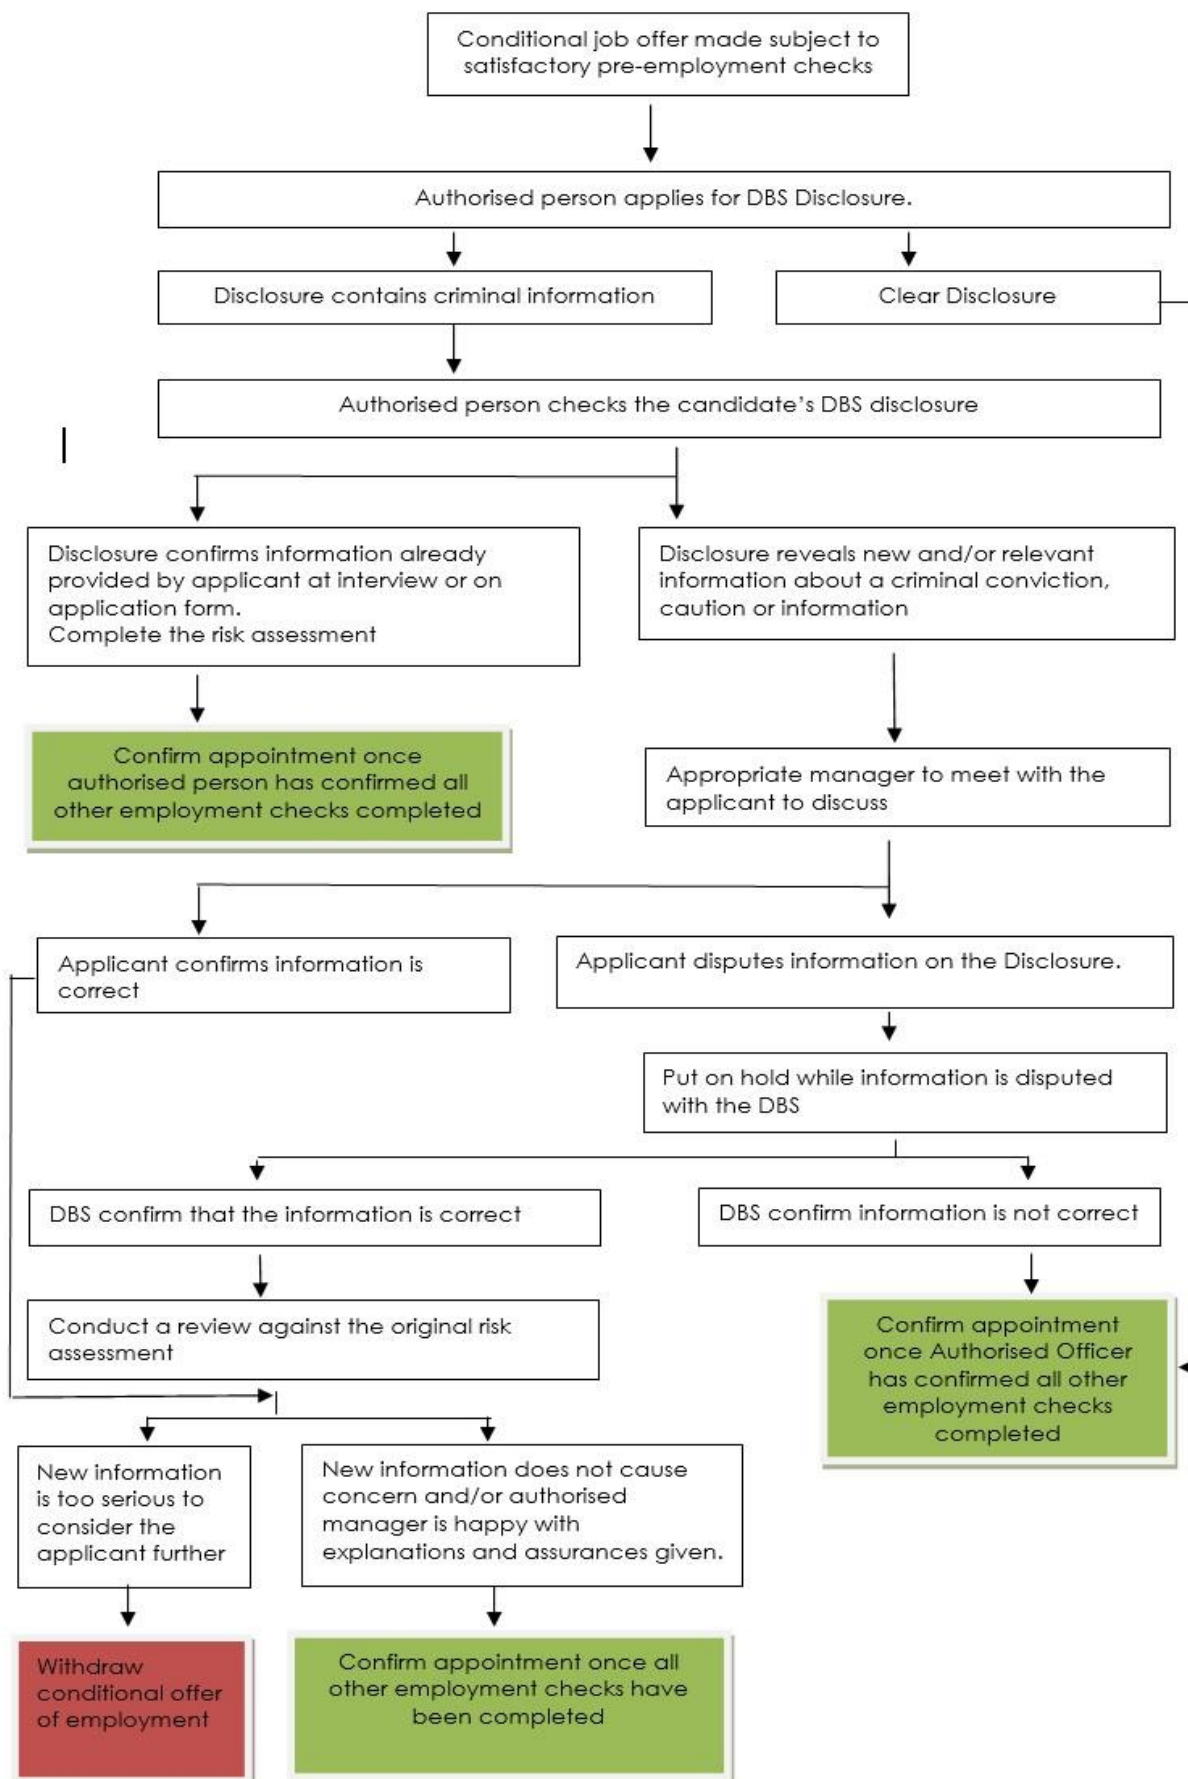 Conditional job offer made subject to
satisfactory pre-employment checks
Authorised person applies for DBS Disclosure.
Disclosure contains criminal information
Clear Disclosure
Authorised person checks the candidate's DBS disclosure
Disclosure confirms information already
provided by applicant at interview or on
application form.
Complete the risk assessment
Disclosure reveals new and/or relevant
information about a criminal conviction,
caution or information
Confirm appointment once
authorised person has confirmed all
other employment checks completed
Appropriate manager to meet with the
applicant to discuss
Applicant confirms information is
correct
Applicant disputes information on the Disclosure.
Put on hold while information is disputed
with the DBS
DBS confirm that the information is correct
DBS confirm information is not correct
Conduct a review against the original risk
assessment
Confirm appointment
once Authorised Officer
has confirmed all other
employment checks
completed
New information
is too serious to
consider the
applicant further
New information does not cause
concern and/or authorised
manager is happy with
explanations and assurances given.
Withdraw
conditional offer
of employment
Confirm appointment once all
other employment checks have
been completed